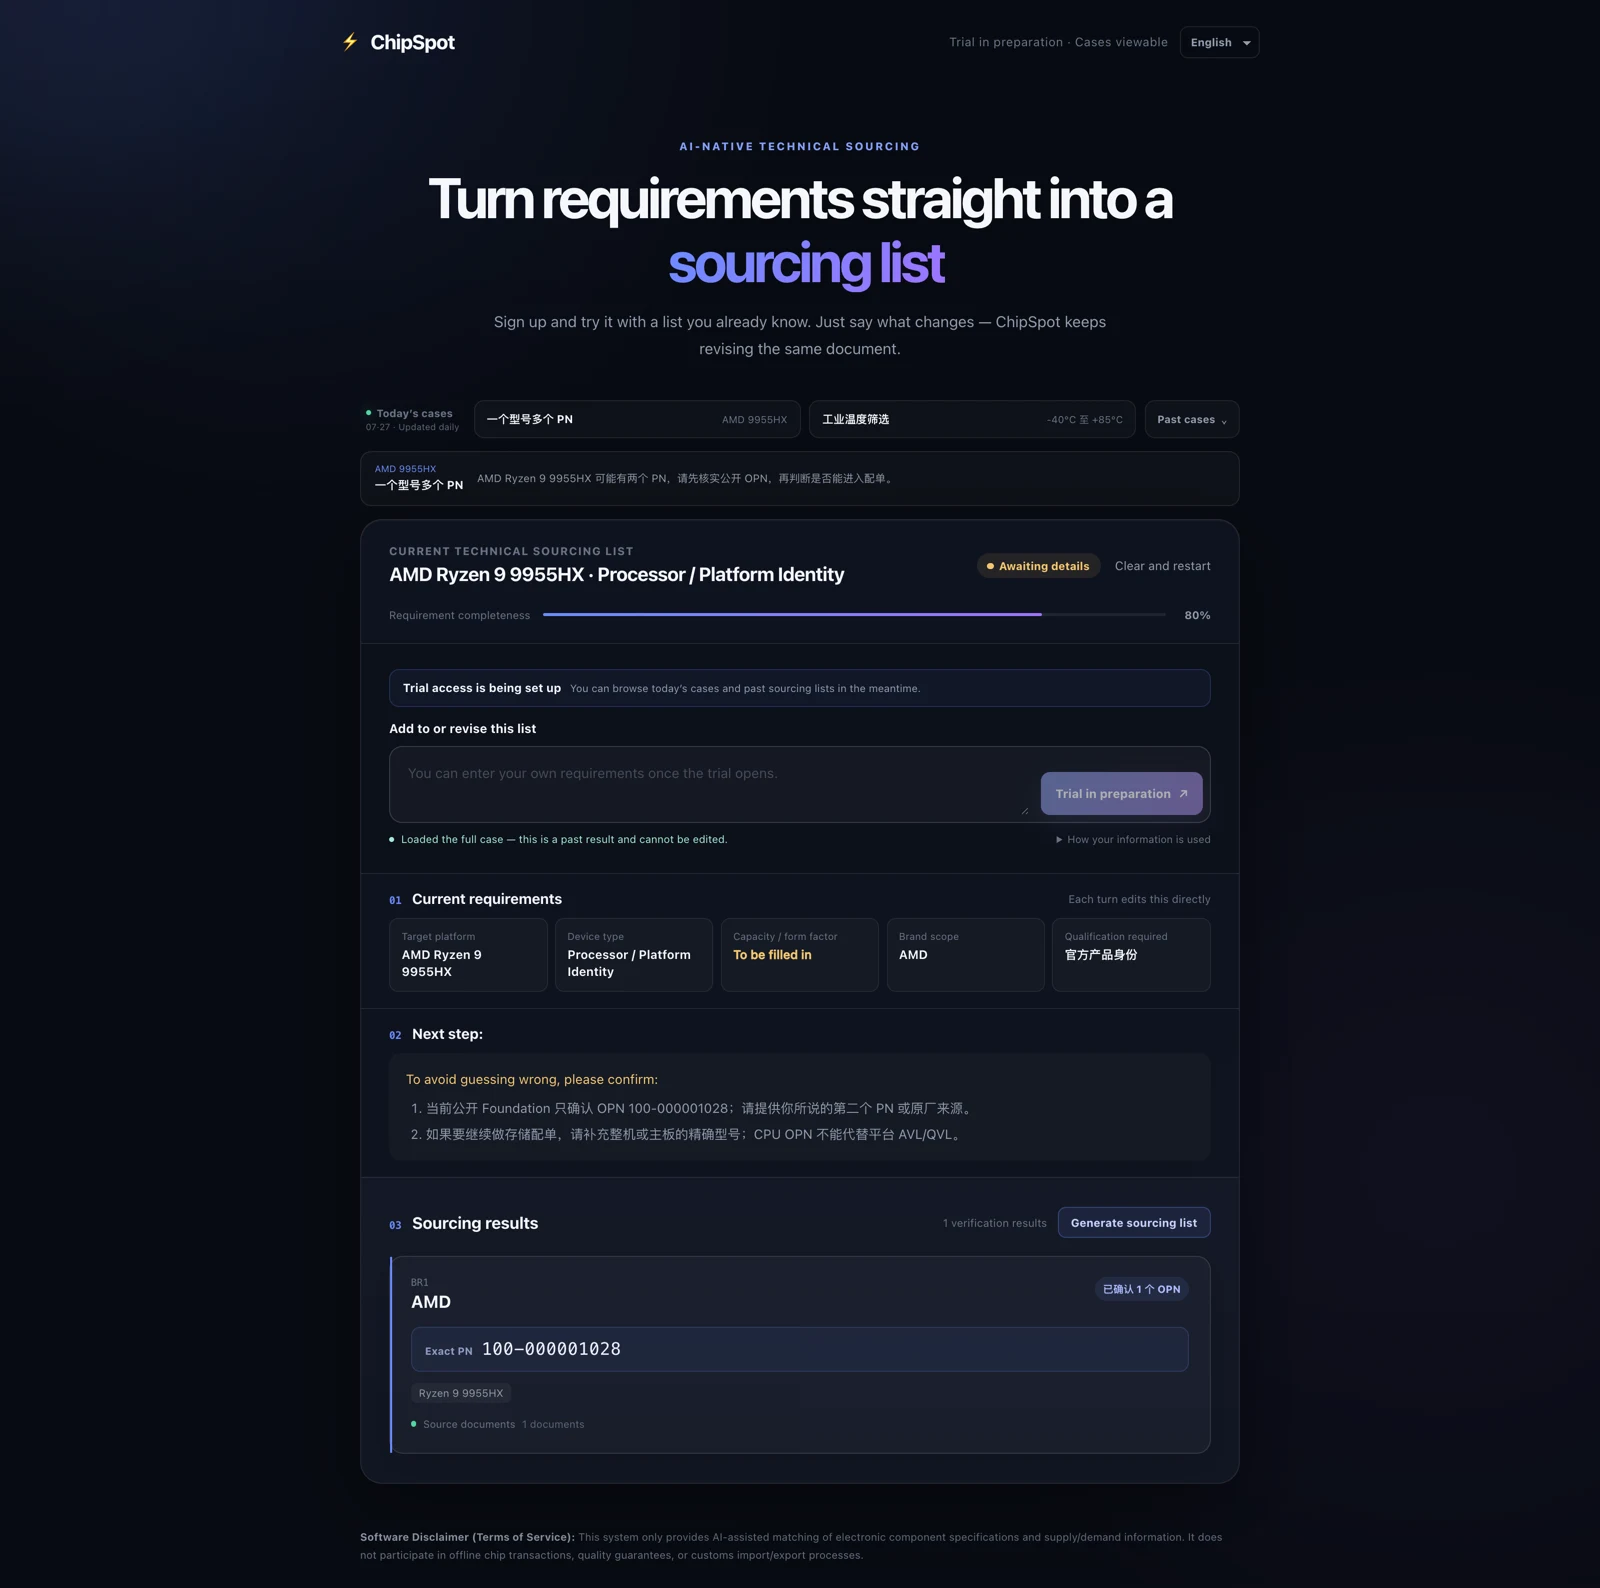 ⚡ ChipSpot
Trial in preparation · Cases viewable
English
AI-NATIVE TECHNICAL SOURCING
Turn requirements straight into a
sourcing list
Sign up and try it with a list you already know. Just say what changes — ChipSpot keeps
revising the same document.
Today's cases
07-27 · Updated daily
一个型号多个 PN
AMD 9955HX
工业温度筛选
-40°C 至 +85°C
Past cases
AMD 9955HX
一个型号多个 PN
AMD Ryzen 9 9955HX 可能有两个 PN，请先核实公开 OPN，再判断是否能进入配单。
CURRENT TECHNICAL SOURCING LIST
AMD Ryzen 9 9955HX · Processor / Platform Identity
Awaiting details
Clear and restart
Requirement completeness
80%
Trial access is being set up You can browse today's cases and past sourcing lists in the meantime.
Add to or revise this list
You can enter your own requirements once the trial opens.
Trial in preparation ↗
Loaded the full case — this is a past result and cannot be edited.
▶ How your information is used
01 Current requirements
Each turn edits this directly
Target platform
AMD Ryzen 9
9955HX
Device type
Processor / Platform
Identity
Capacity / form factor
To be filled in
Brand scope
AMD
Qualification required
官方产品身份
02 Next step:
To avoid guessing wrong, please confirm:
1. 当前公开 Foundation 只确认 OPN 100-000001028；请提供你所说的第二个 PN 或原厂来源。
2. 如果要继续做存储配单，请补充整机或主板的精确型号；CPU OPN 不能代替平台 AVL/QVL。
03 Sourcing results
1 verification results
Generate sourcing list
BR1
AMD
已确认 1 个 OPN
Exact PN 100-000001028
Ryzen 9 9955HX
Source documents 1 documents
Software Disclaimer (Terms of Service): This system only provides AI-assisted matching of electronic component specifications and supply/demand information. It does
not participate in offline chip transactions, quality guarantees, or customs import/export processes.